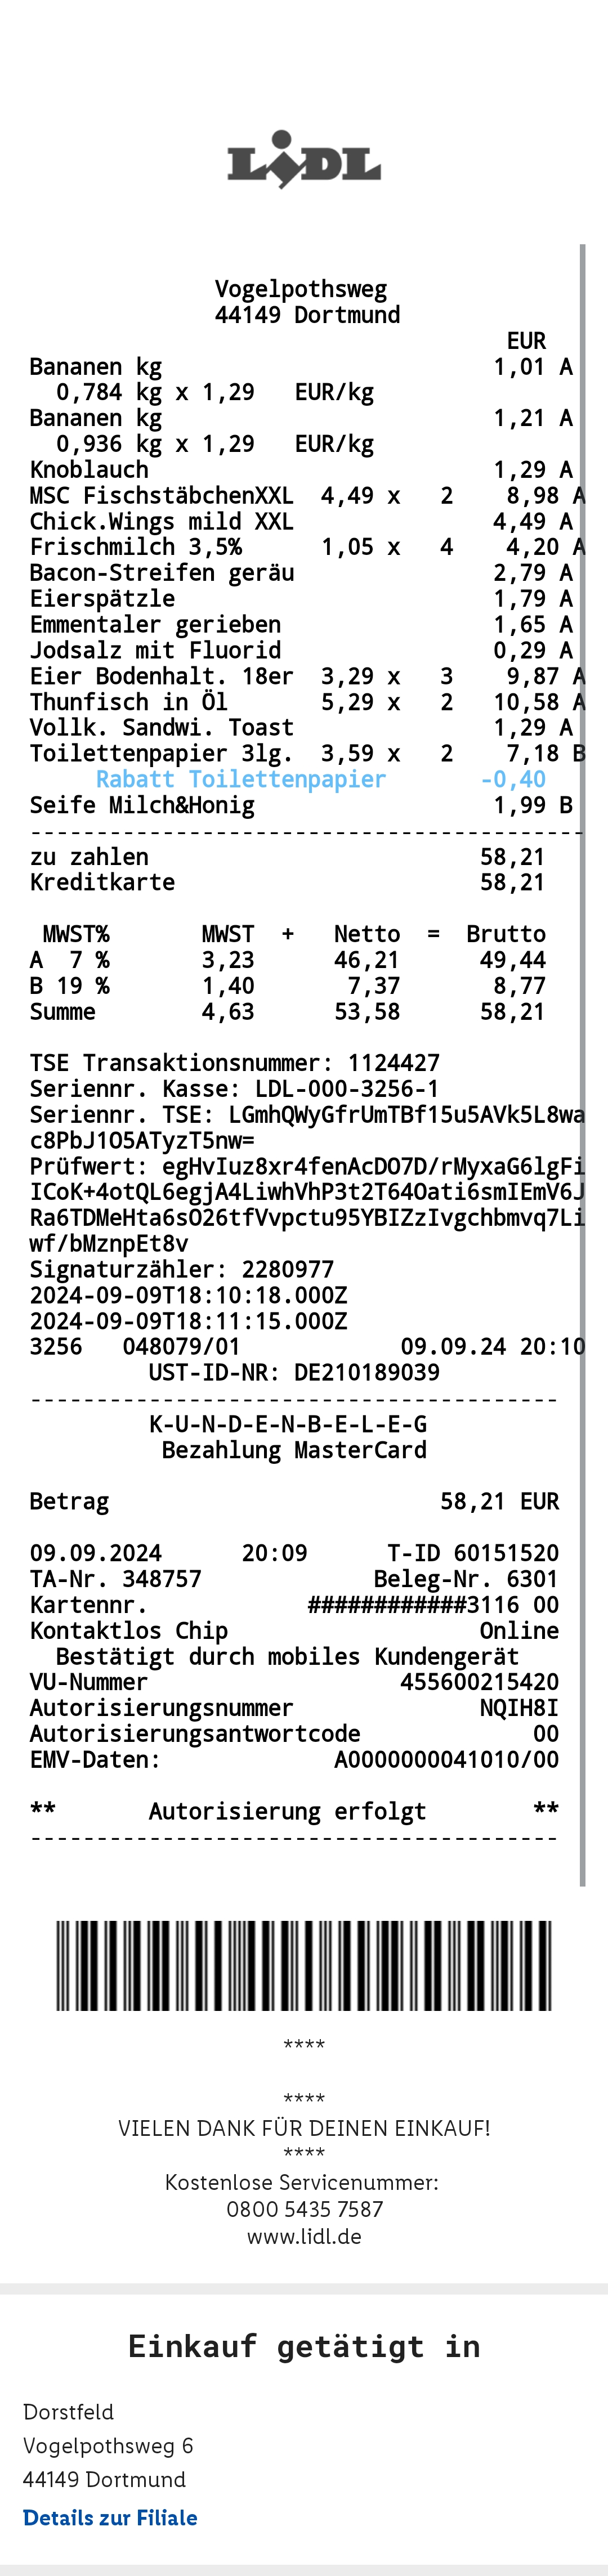 LIDL
Vogelpothsweg
44149 Dortmund
EUR
Bananen kg 1,01 A
0,784 kg x 1,29 EUR/kg
Bananen kg 1,21 A
0,936 kg x 1,29 EUR/kg
Knoblauch 1,29 A
MSC FischstäbchenXXL 4,49 x 2 8,98 A
Chick.Wings mild XXL 4,49 A
Frischmilch 3,5% 1,05 x 4 4,20 A
Bacon-Streifen geräu 2,79 A
Eierspätzle 1,79 A
Emmentaler gerieben 1,65 A
Jodsalz mit Fluorid 0,29 A
Eier Bodenhalt. 18er 3,29 x 3 9,87 A
Thunfisch in Öl 5,29 x 2 10,58 A
Vollk. Sandwi. Toast 1,29 A
Toilettenpapier 3lg. 3,59 x 2 7,18 B
Rabatt Toilettenpapier -0,40
Seife Milch&Honig 1,99 B
------------------------------------------
zu zahlen 58,21
Kreditkarte 58,21
MWST% MWST + Netto = Brutto
A 7 % 3,23 46,21 49,44
B 19 % 1,40 7,37 8,77
Summe 4,63 53,58 58,21
TSE Transaktionsnummer: 1124427
Seriennr. Kasse: LDL-000-3256-1
Seriennr. TSE: LGmhQWyGfrUmTBf15u5AVk5L8wa
c8PbJ1O5ATyzT5nw=
Prüfwert: egHvIuz8xr4fenAcDO7D/rMyxaG6lgFi
ICoK+4otQL6egjA4LiwhVhP3t2T64Oati6smIEmV6J
Ra6TDMeHta6sO26tfVvpctu95YBIZzIvgchbmvq7Li
wf/bMznpEt8v
Signaturzähler: 2280977
2024-09-09T18:10:18.000Z
2024-09-09T18:11:15.000Z
3256 048079/01 09.09.24 20:10
UST-ID-NR: DE210189039
----------------------------------------
K-U-N-D-E-N-B-E-L-E-G
Bezahlung MasterCard
Betrag 58,21 EUR
09.09.2024 20:09 T-ID 60151520
TA-Nr. 348757 Beleg-Nr. 6301
Kartennr. ############3116 00
Kontaktlos Chip Online
Bestätigt durch mobiles Kundengerät
VU-Nummer 455600215420
Autorisierungsnummer NQIH8I
Autorisierungsantwortcode 00
EMV-Daten: A0000000041010/00
** Autorisierung erfolgt **
----------------------------------------
****
****
VIELEN DANK FÜR DEINEN EINKAUF!
****
Kostenlose Servicenummer:
0800 5435 7587
www.lidl.de
Einkauf getätigt in
Dorstfeld
Vogelpothsweg 6
44149 Dortmund
Details zur Filiale